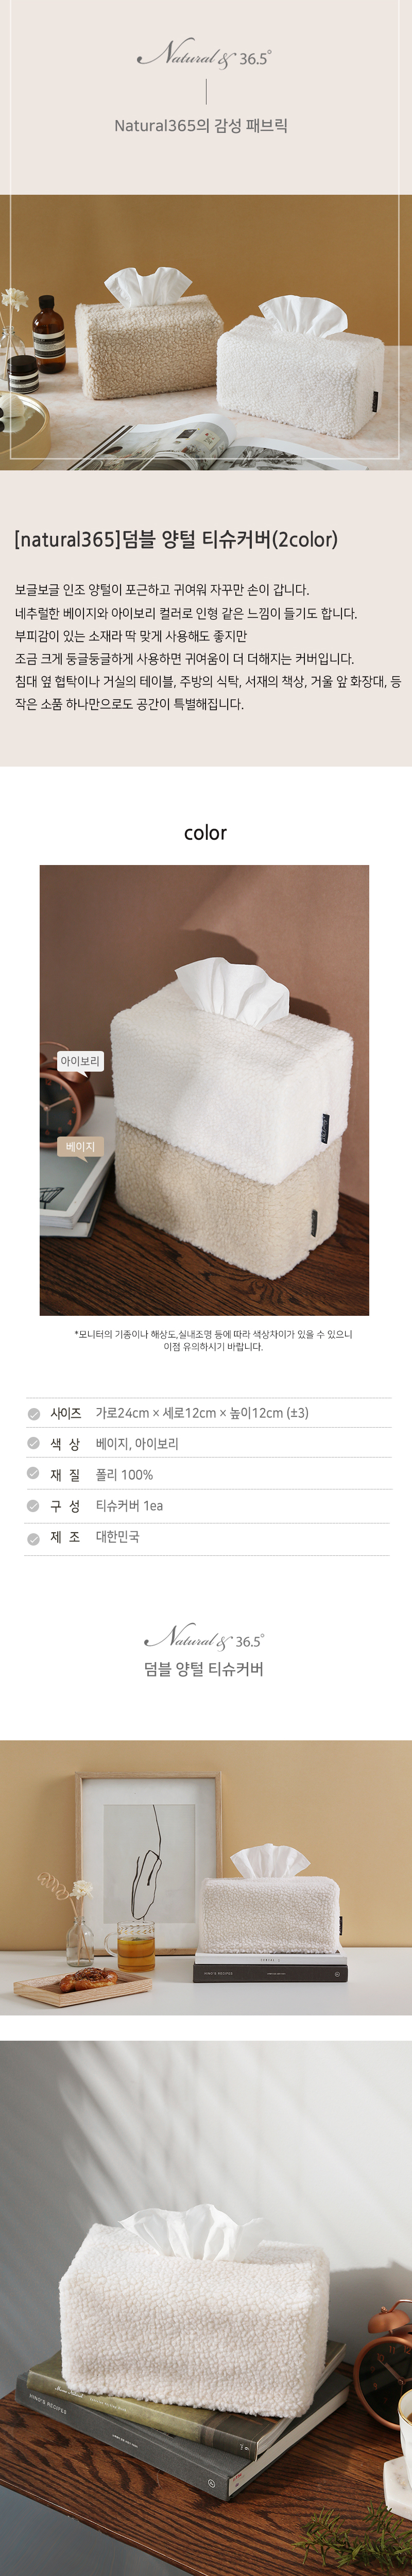 Natural & 36.5°
Natural365의 감성 패브릭
[natural365]덤블 양털 티슈커버(2color)
보글보글 인조 양털이 포근하고 귀여워 자꾸만 손이 갑니다.
네추럴한 베이지와 아이보리 컬러로 인형 같은 느낌이 들기도 합니다.
부피감이 있는 소재라 딱 맞게 사용해도 좋지만
조금 크게 둥글둥글하게 사용하면 귀여움이 더 더해지는 커버입니다.
침대 옆 협탁이나 거실의 테이블, 주방의 식탁, 서재의 책상, 거울 앞 화장대, 등
작은 소품 하나만으로도 공간이 특별해집니다.
color
아이보리
베이지
*모니터의 기종이나 해상도,실내조명 등에 따라 색상차이가 있을 수 있으니
이점 유의하시기 바랍니다.
사이즈 가로24cm × 세로12cm × 높이12cm (±3)
색 상 베이지, 아이보리
재 질 폴리 100%
구 성 티슈커버 1ea
제 조 대한민국
Natural & 36.5°
덤블 양털 티슈커버
HINO'S RECIPES
HINO'S RECIPES